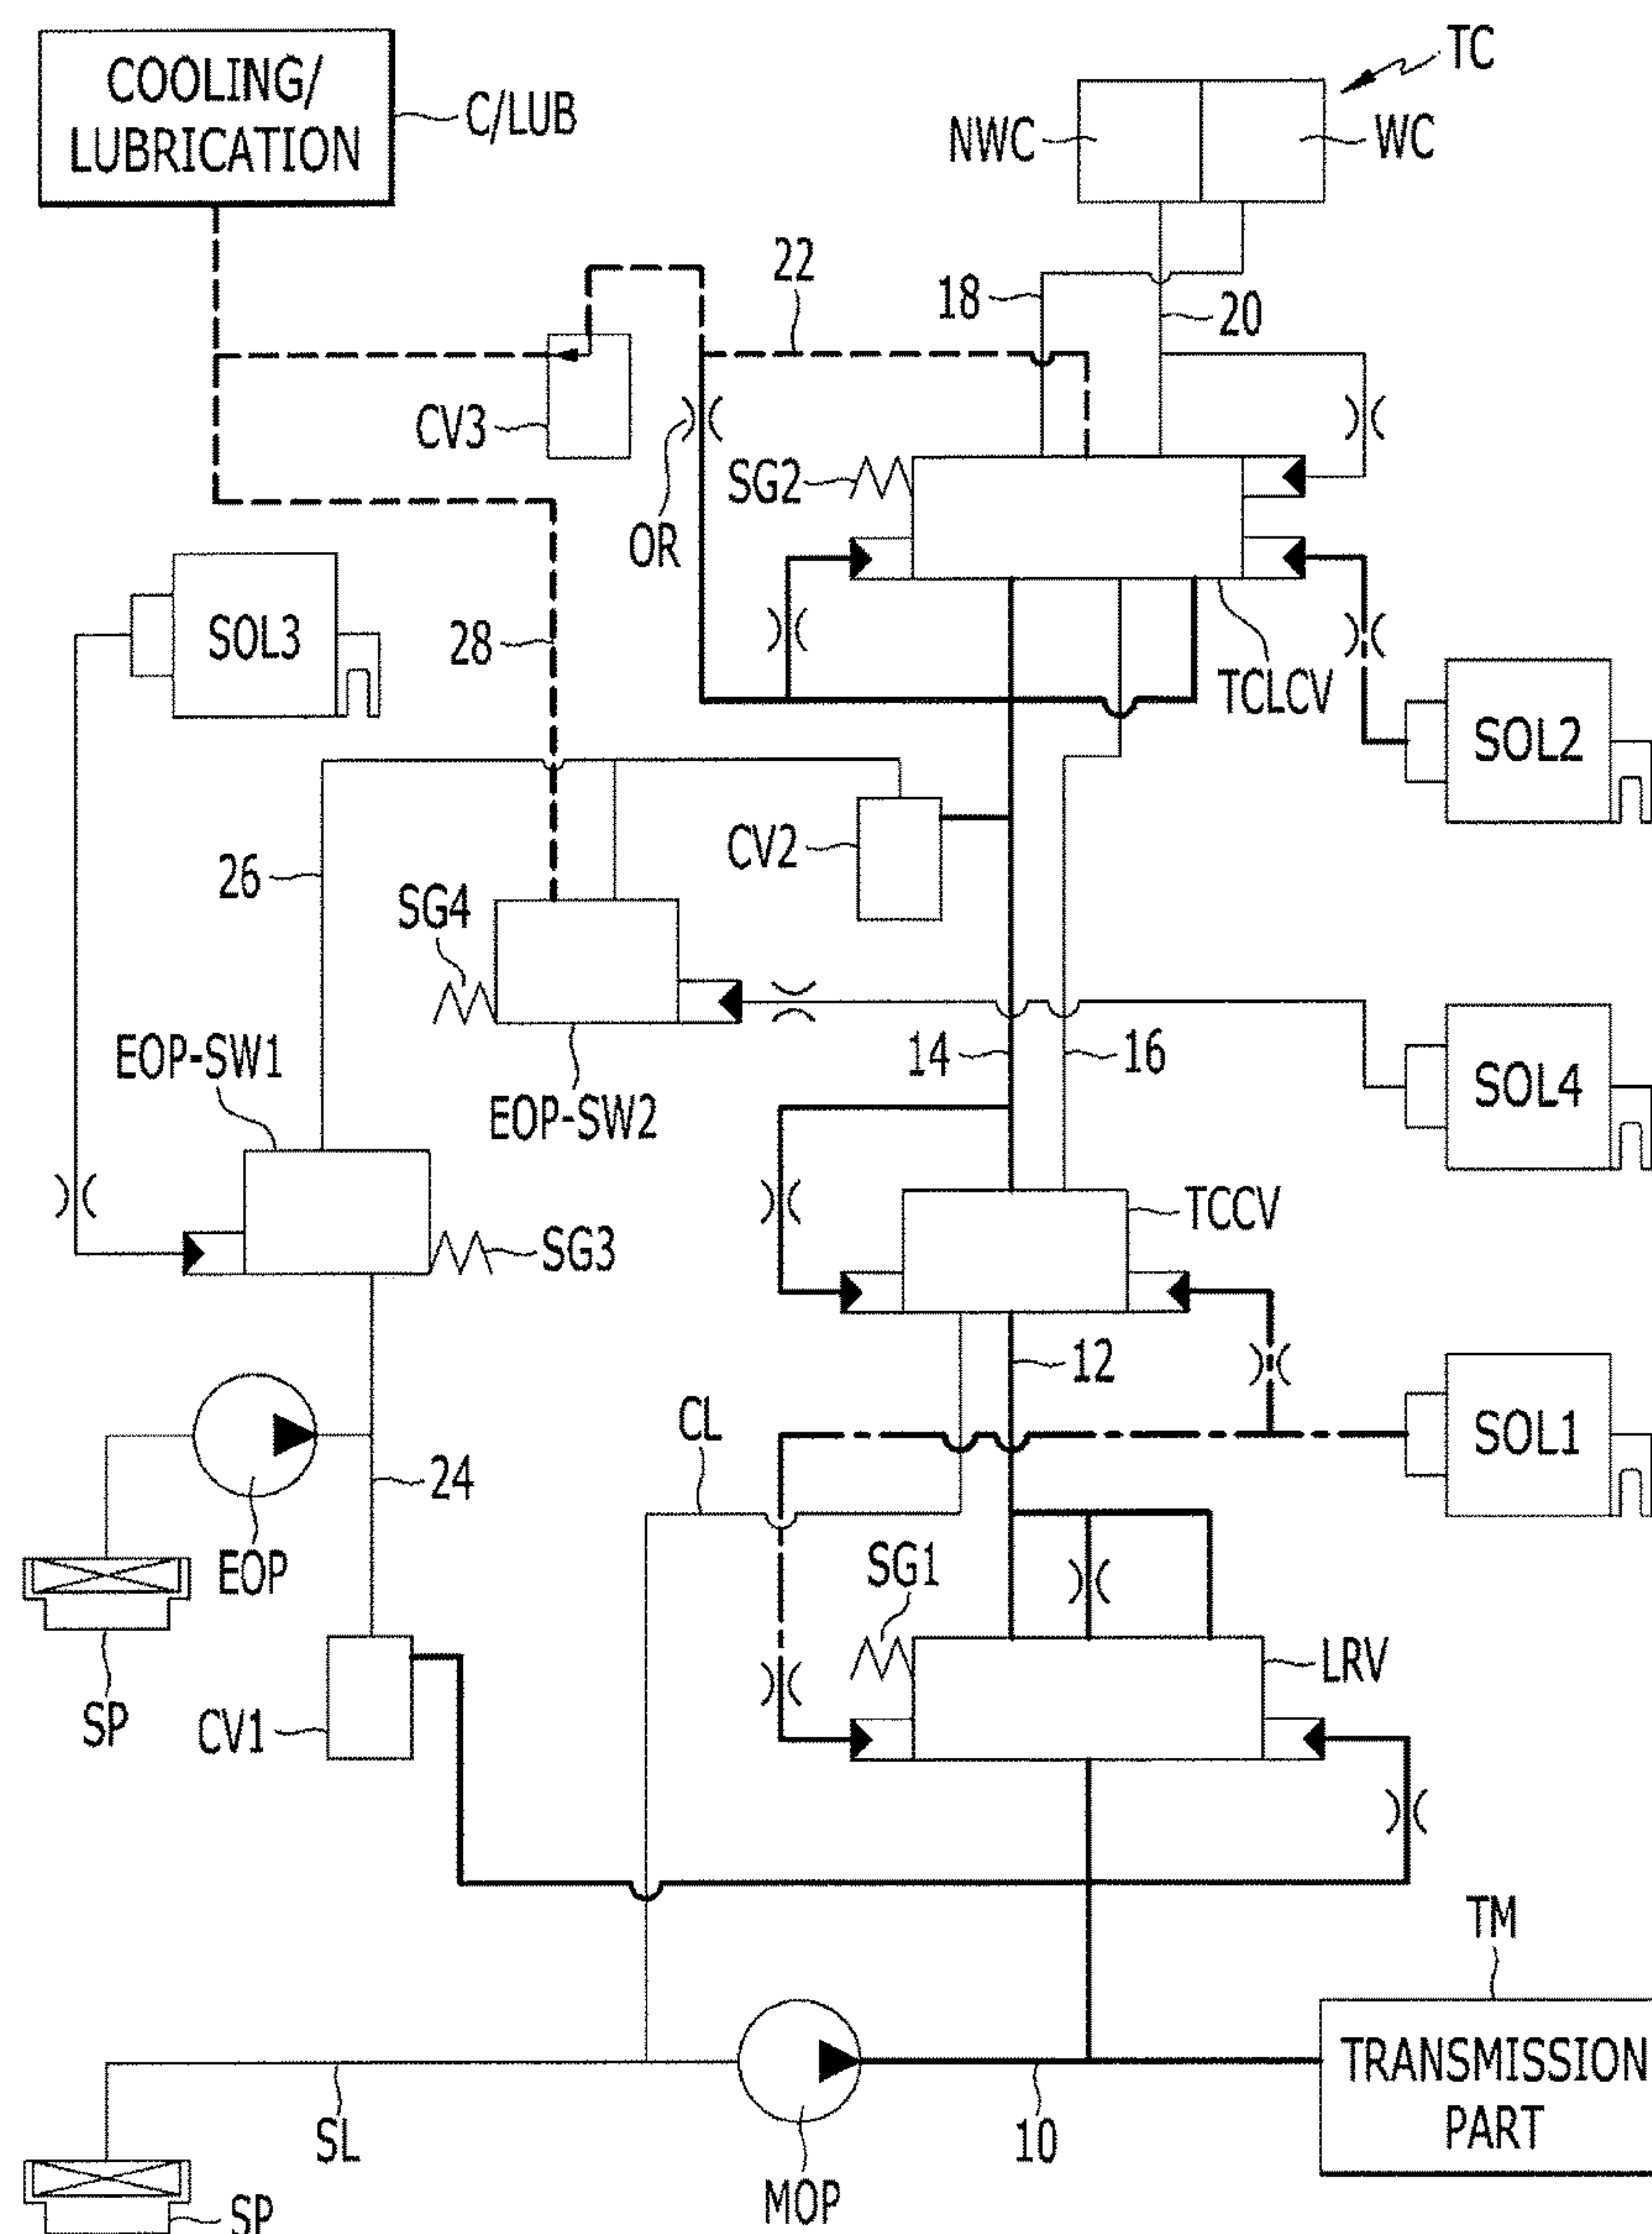 COOLING/
LUBRICATION
C/LUB
TC
NWC
WC
22
18
20
CV3
SG2
OR
SOL3
28
TCLCV
SOL2
CV2
26
SG4
EOP-SW1
14
16
SOL4
EOP-SW2
TCCV
SG3
12
CL
SOL1
24
EOP
SG1
LRV
SP
CV1
TM
TRANSMISSION
PART
SL
10
MOP
SP